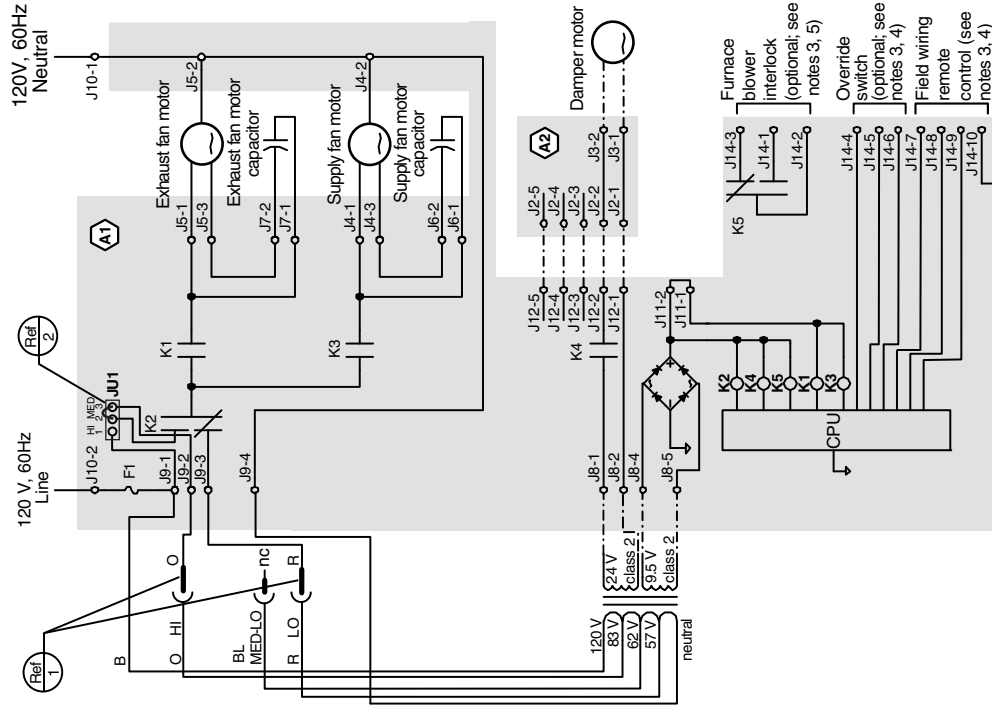 120V, 60Hz
Neutral
J10-1
J5-2
J4-2
Exhaust fan motor
Exhaust fan motor
capacitor
Supply fan motor
Supply fan motor
capacitor
J5-1
J5-3
J7-2
J7-1
J4-1
J4-3
J6-2
J6-1
A1
K1
K3
Ref
2
JU1
HI MED
1 2 3
K2
120 V, 60Hz
Line
J10-2
F1
J9-1
J9-2
J9-3
J9-4
Ref
1
B
O HI O
BL
MED-LO
nc
R LO R
Damper motor
A2
J3-2
J3-1
J2-5
J2-4
J2-3
J2-2
J2-1
J12-5
J12-4
J12-3
J12-2
J12-1
K4
J11-2
J11-1
J8-1
J8-2
J8-4
J8-5
24 V
class 2
9.5 V
class 2
120 V
83 V
62 V
57 V
neutral
Furnace
blower
interlock
(optional; see
notes 3, 5)
Override
switch
(optional; see
notes 3, 4)
Field wiring
remote
control (see
notes 3, 4)
J14-3
J14-1
J14-2
J14-4
J14-5
J14-6
J14-7
J14-8
J14-9
J14-10
K5
K2
K4
K5
K1
K3
CPU